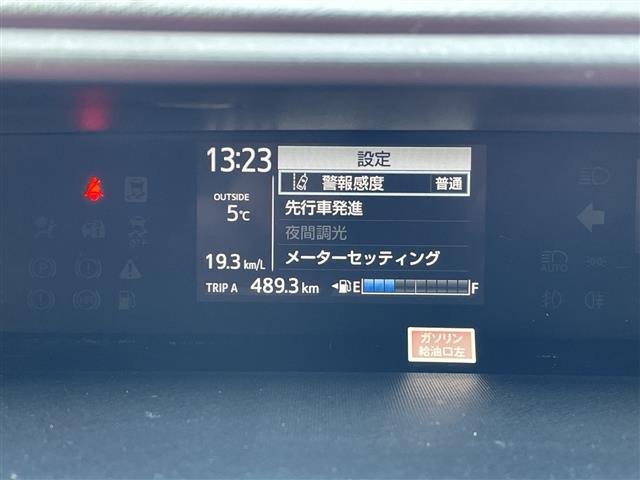 13:23
設定
警報感度 普通
OUTSIDE
5℃
先行車発進
夜間調光
19.3 km/L
メーターセッティング
TRIP A 489.3 km
E F
ガソリン
給油口左
AUTO